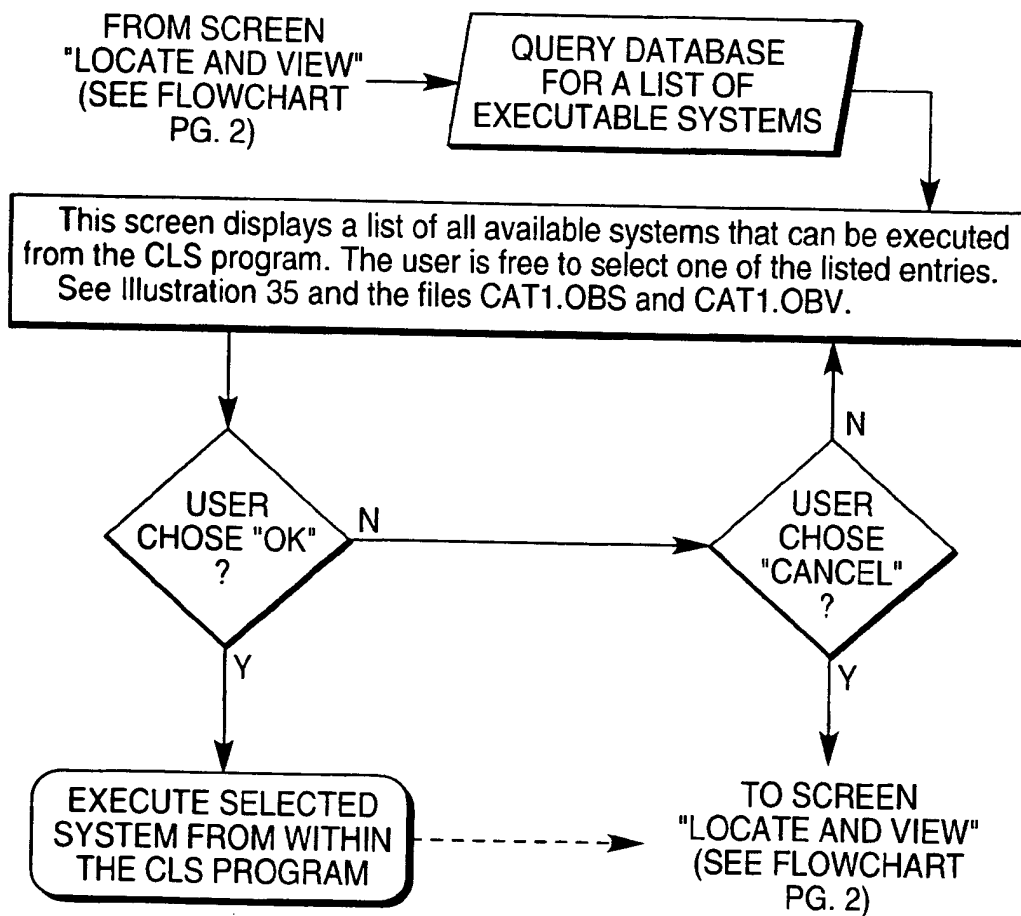 FROM SCREEN
"LOCATE AND VIEW"
(SEE FLOWCHART
PG. 2)
QUERY DATABASE
FOR A LIST OF
EXECUTABLE SYSTEMS
This screen displays a list of all available systems that can be executed
from the CLS program. The user is free to select one of the listed entries.
See Illustration 35 and the files CAT1.OBS and CAT1.OBV.
USER
CHOSE "OK"
?
N
Y
USER
CHOSE
"CANCEL"
?
N
Y
EXECUTE SELECTED
SYSTEM FROM WITHIN
THE CLS PROGRAM
TO SCREEN
"LOCATE AND VIEW"
(SEE FLOWCHART
PG. 2)